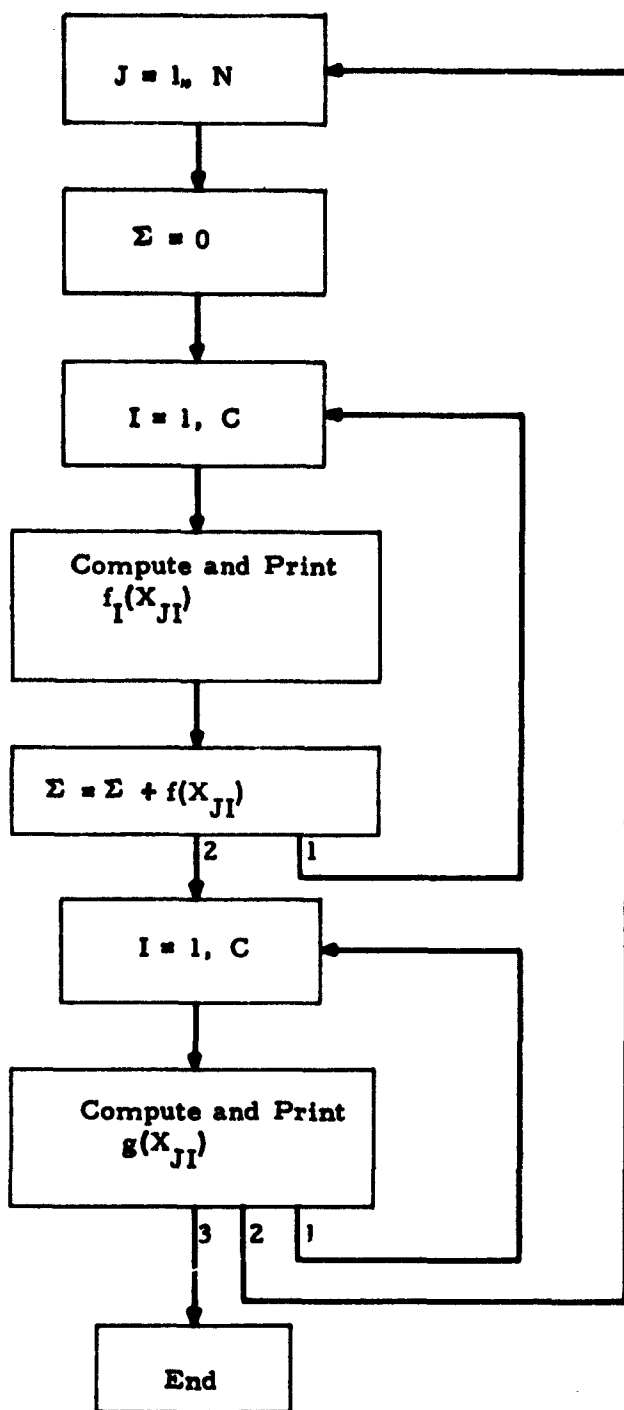 J = 1, N
Σ = 0
I = 1, C
Compute and Print
f_I(X_JI)
Σ = Σ + f(X_JI)
2 1
I = 1, C
Compute and Print
g(X_JI)
3 2 1
End